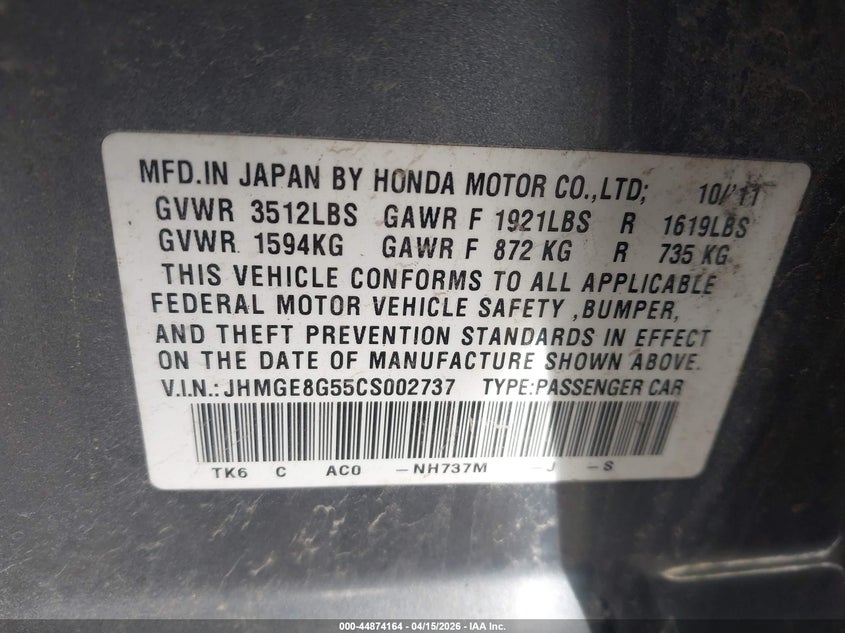 MFD.IN JAPAN BY HONDA MOTOR CO.,LTD; 10/'11
GVWR 3512LBS GAWR F 1921LBS R 1619LBS
GVWR 1594KG GAWR F 872 KG R 735 KG
THIS VEHICLE CONFORMS TO ALL APPLICABLE
FEDERAL MOTOR VEHICLE SAFETY ,BUMPER,
AND THEFT PREVENTION STANDARDS IN EFFECT
ON THE DATE OF MANUFACTURE SHOWN ABOVE.
V.I.N.: JHMGE8G55CS002737 TYPE:PASSENGER CAR
TK6 C AC0 -NH737M -J -S
000-44874164 | 04/15/2026 - IAA Inc.